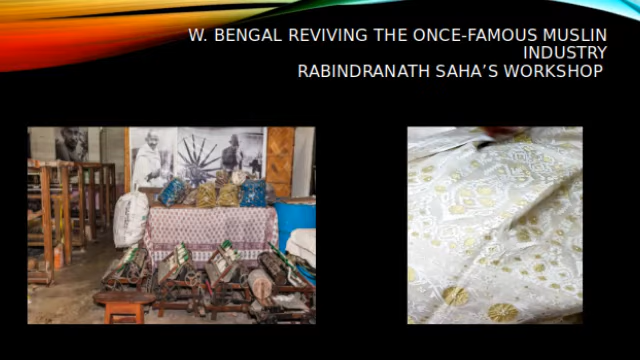 W. BENGAL REVIVING THE ONCE-FAMOUS MUSLIN
INDUSTRY
RABINDRANATH SAHA’S WORKSHOP